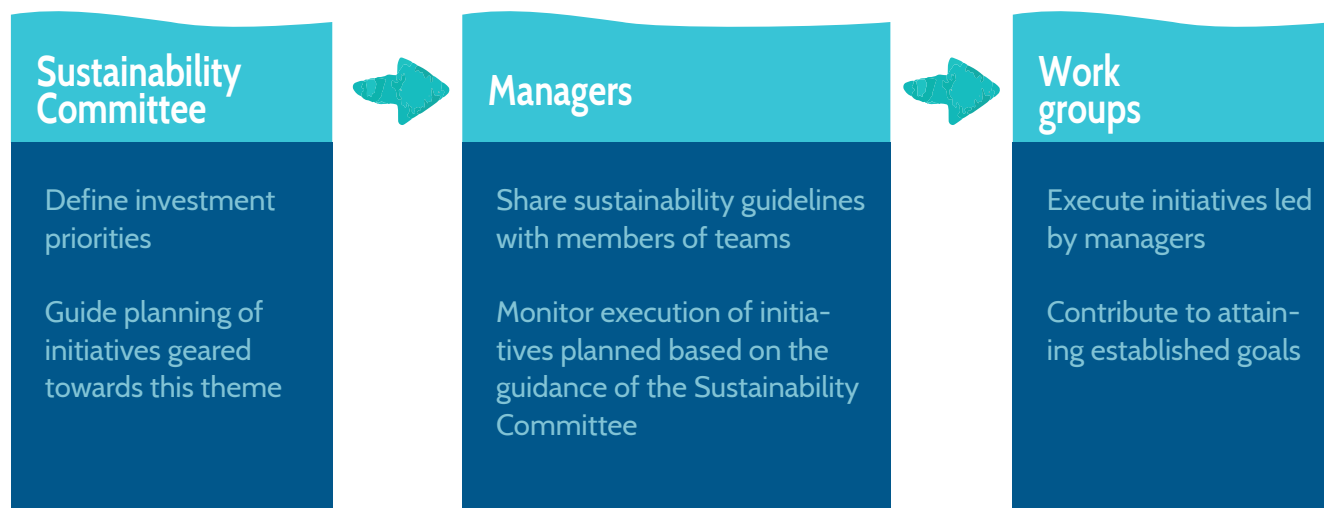 Sustainability
Committee
Define investment
priorities
Guide planning of
initiatives geared
towards this theme
Managers
Share sustainability guidelines
with members of teams
Monitor execution of initia-
tives planned based on the
guidance of the Sustainability
Committee
Work
groups
Execute initiatives led
by managers
Contribute to attain-
ing established goals